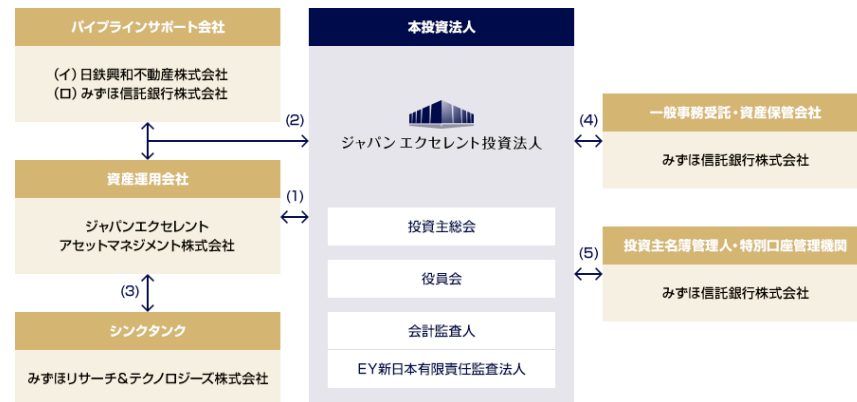 パイプラインサポート会社
(イ)日鉄興和不動産株式会社
(ロ)みずほ信託銀行株式会社
(2)
資産運用会社
ジャパンエクセレント
アセットマネジメント株式会社
(1)
(3)
シンクタンク
みずほリサーチ&テクノロジーズ株式会社
本投資法人
ジャパン エクセレント投資法人
投資主総会
役員会
会計監査人
EY新日本有限責任監査法人
(4)
一般事務受託・資産保管会社
みずほ信託銀行株式会社
(5)
投資主名簿管理人・特別口座管理機関
みずほ信託銀行株式会社